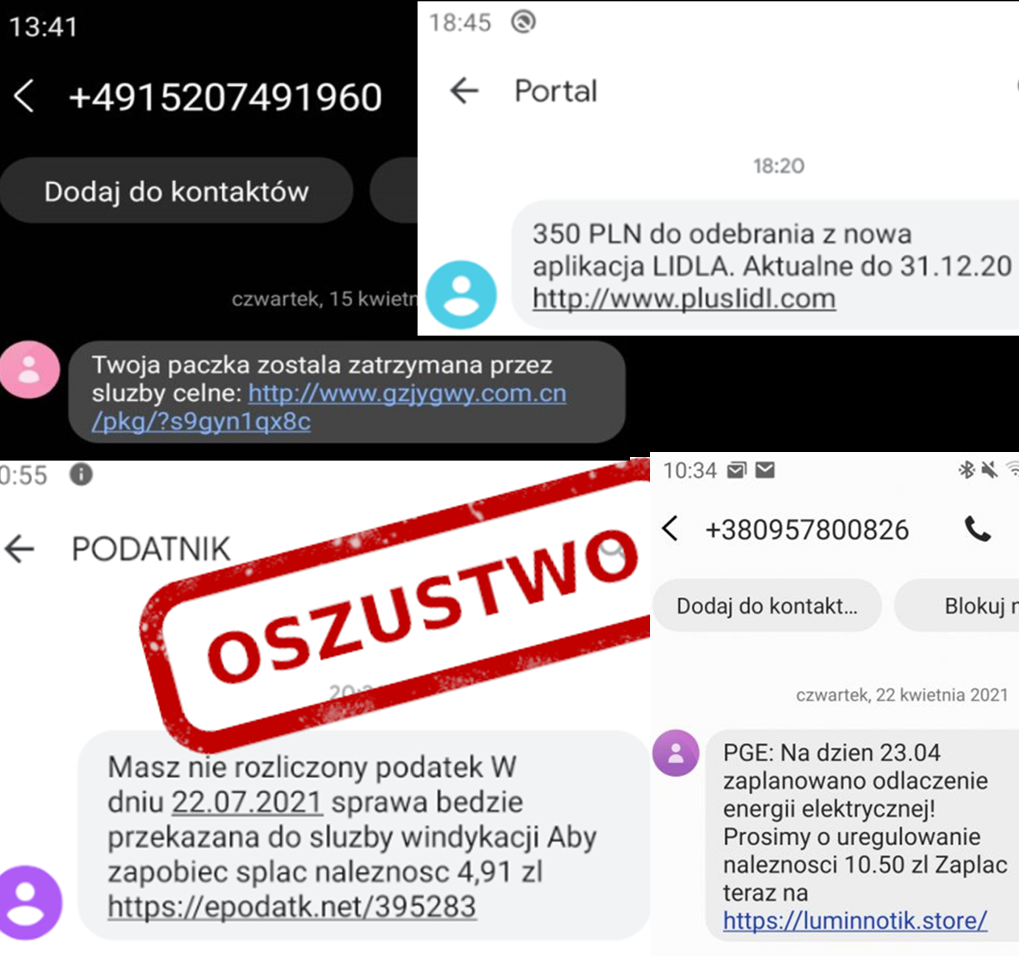 13:41
+4915207491960
Dodaj do kontaktów
czwartek, 15 kwietn
Twoja paczka zostala zatrzymana przez
sluzby celne: http://www.gzjygwy.com.cn
/pkg/?s9gyn1qx8c
18:45
Portal
18:20
350 PLN do odebrania z nowa
aplikacja LIDLA. Aktualne do 31.12.20
http://www.pluslidl.com
0:55
PODATNIK
OSZUSTWO
Masz nie rozliczony podatek W
dniu 22.07.2021 sprawa bedzie
przekazana do sluzby windykacji Aby
zapobiec splac naleznosc 4,91 zl
https://epodatk.net/395283
10:34
+380957800826
Dodaj do kontakt...
Blokuj
czwartek, 22 kwietnia 2021
PGE: Na dzien 23.04
zaplanowano odlaczenie
energii elektrycznej!
Prosimy o uregulowanie
naleznosci 10.50 zl Zaplac
teraz na
https://luminnotik.store/